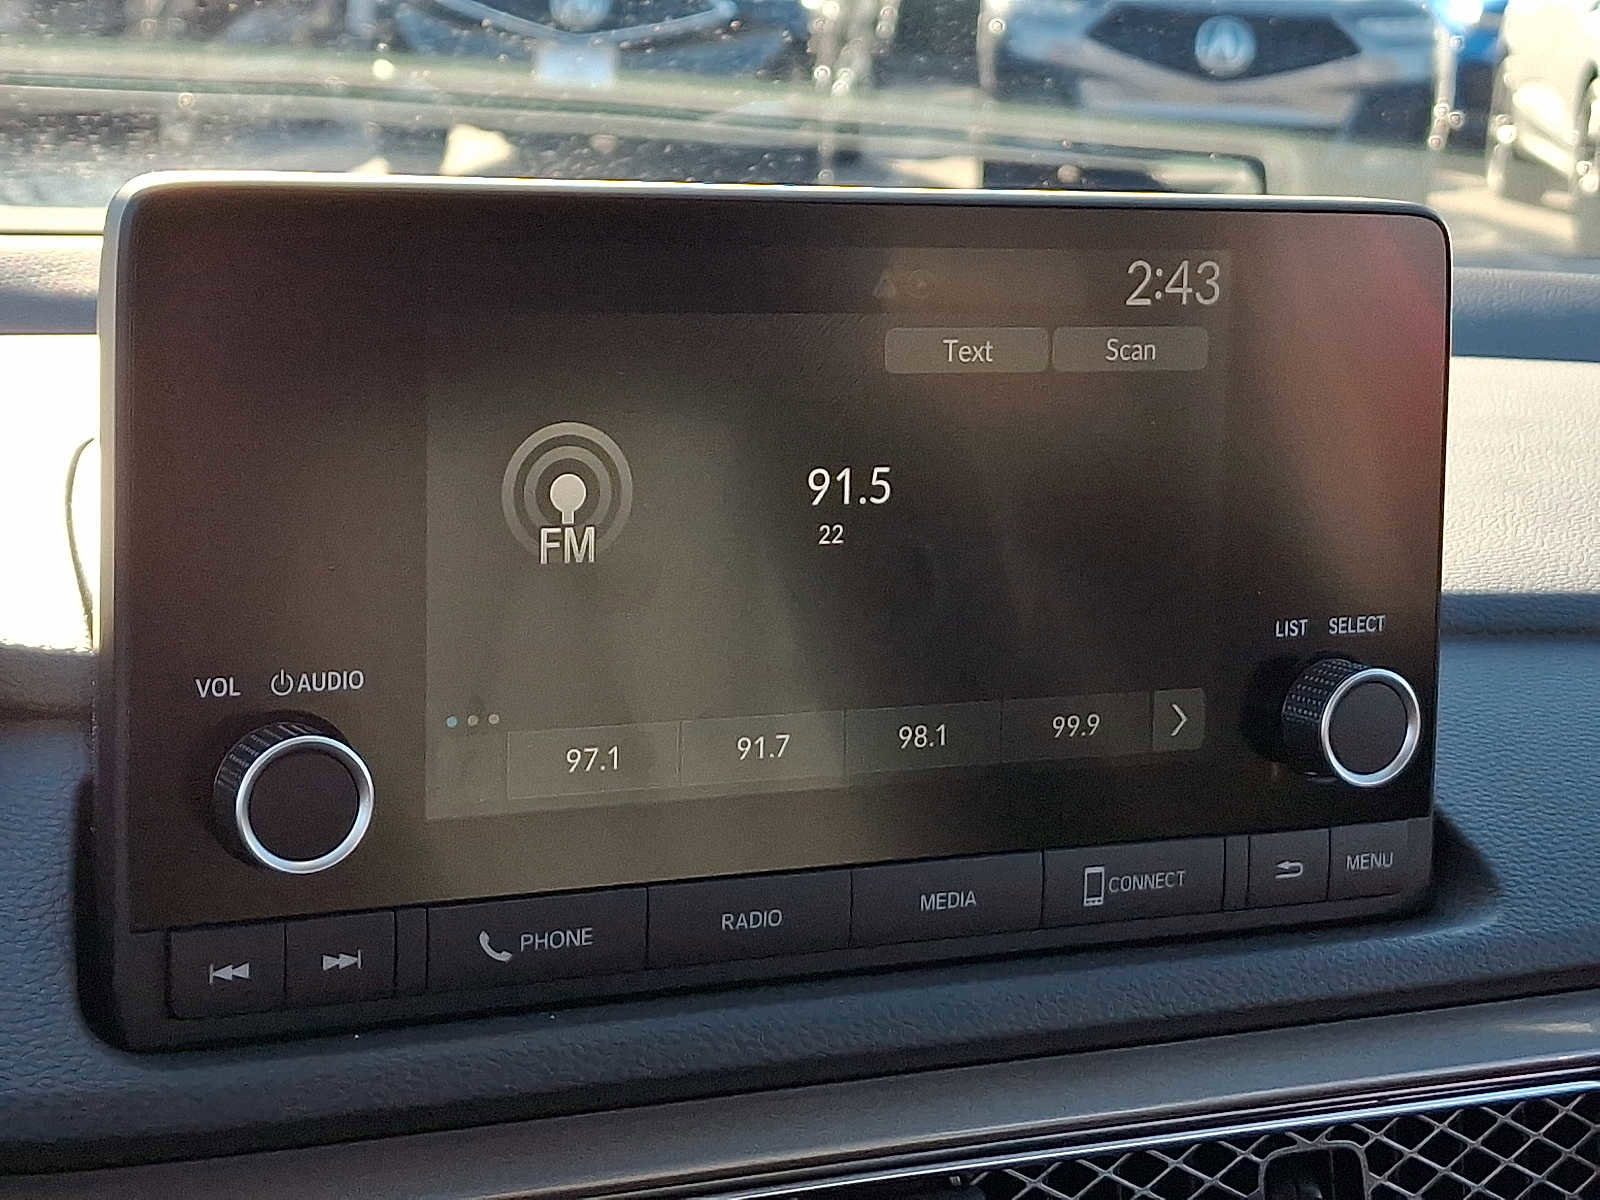 2:43
Text Scan
91.5
22
FM
LIST SELECT
VOL AUDIO
97.1 91.7 98.1 99.9
PHONE RADIO MEDIA CONNECT MENU